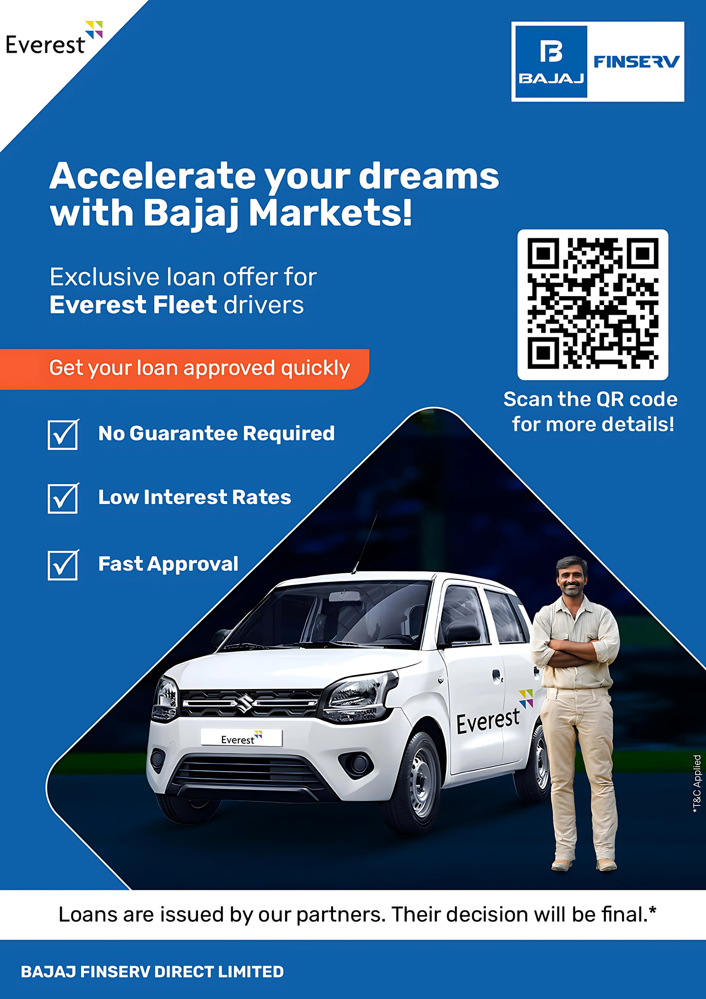 Everest
BAJAJ
FINSERV
Accelerate your dreams
with Bajaj Markets!
Exclusive loan offer for
Everest Fleet drivers
Get your loan approved quickly
Scan the QR code
for more details!
No Guarantee Required
Low Interest Rates
Fast Approval
Everest
Everest
*T&C Applied
Loans are issued by our partners. Their decision will be final.*
BAJAJ FINSERV DIRECT LIMITED